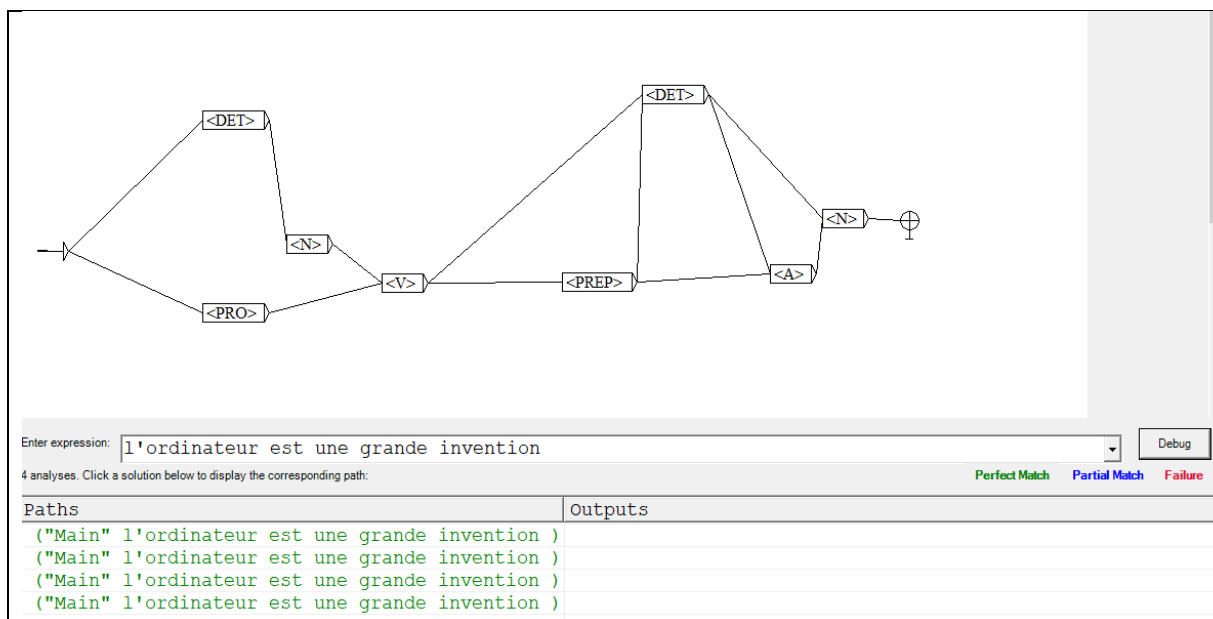 <DET>
<DET>
<N>
<N>
<A>
<V>
<PREP>
<PRO>
Enter expression: l'ordinateur est une grande invention Debug
4 analyses. Click a solution below to display the corresponding path: Perfect Match Partial Match Failure
Paths Outputs
("Main" l'ordinateur est une grande invention )
("Main" l'ordinateur est une grande invention )
("Main" l'ordinateur est une grande invention )
("Main" l'ordinateur est une grande invention )